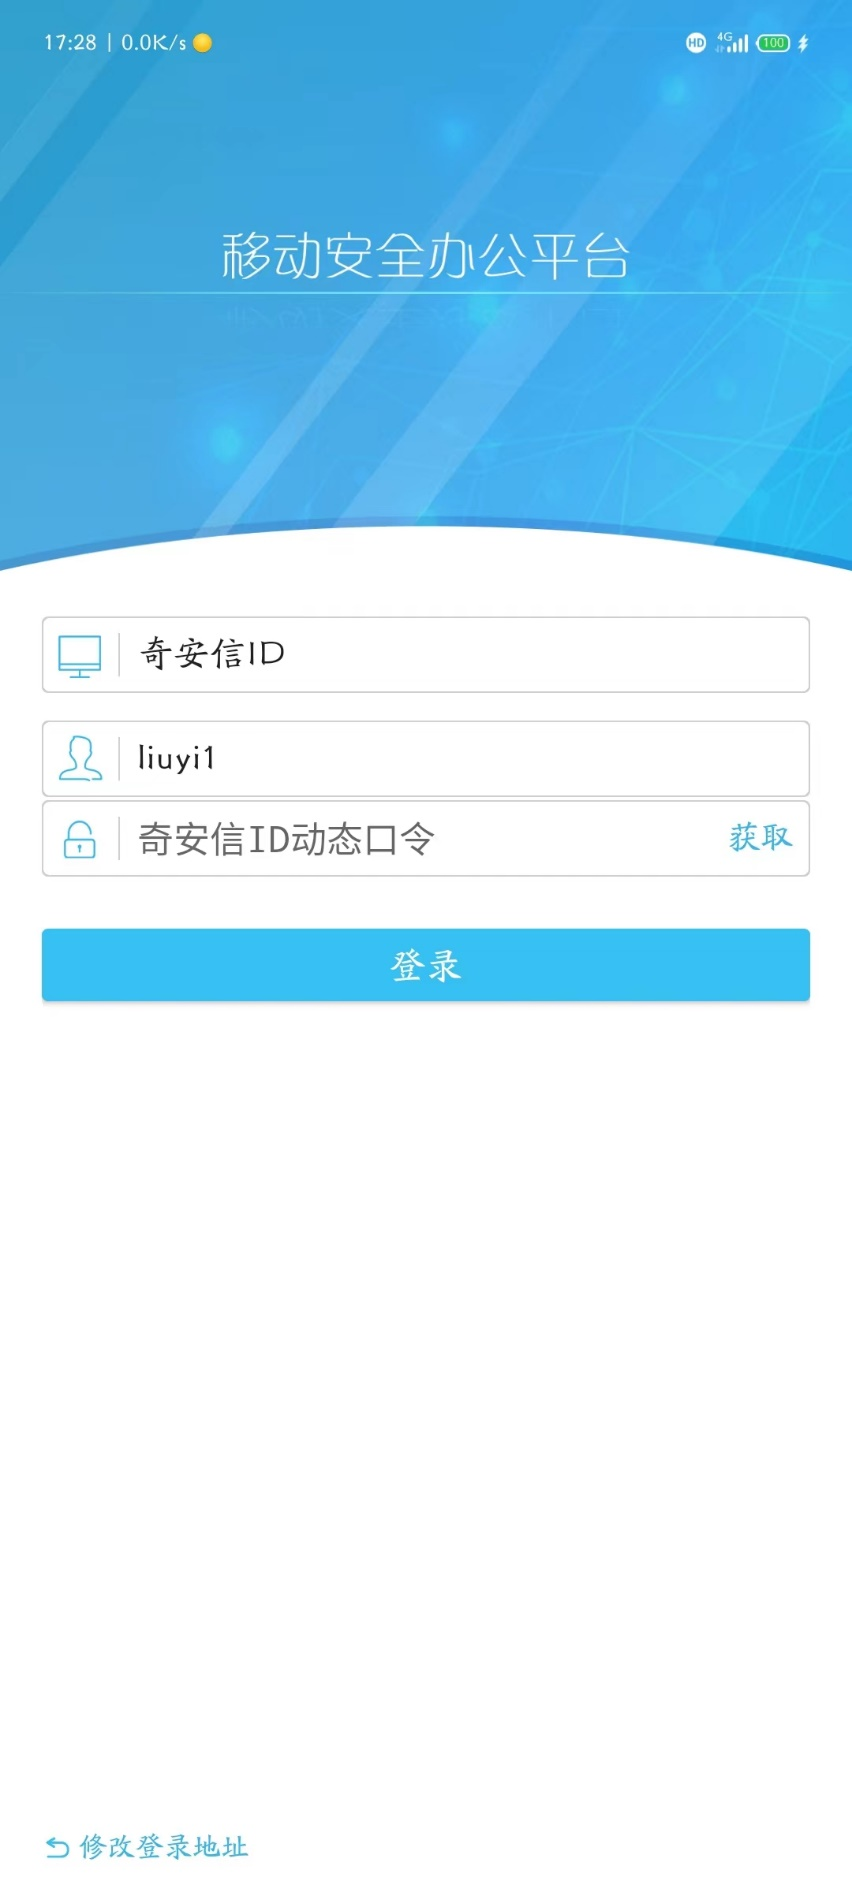 17:28 | 0.0K/s
HD 4G 100
移动安全办公平台
奇安信ID
liuyi1
奇安信ID动态口令 获取
登录
修改登录地址